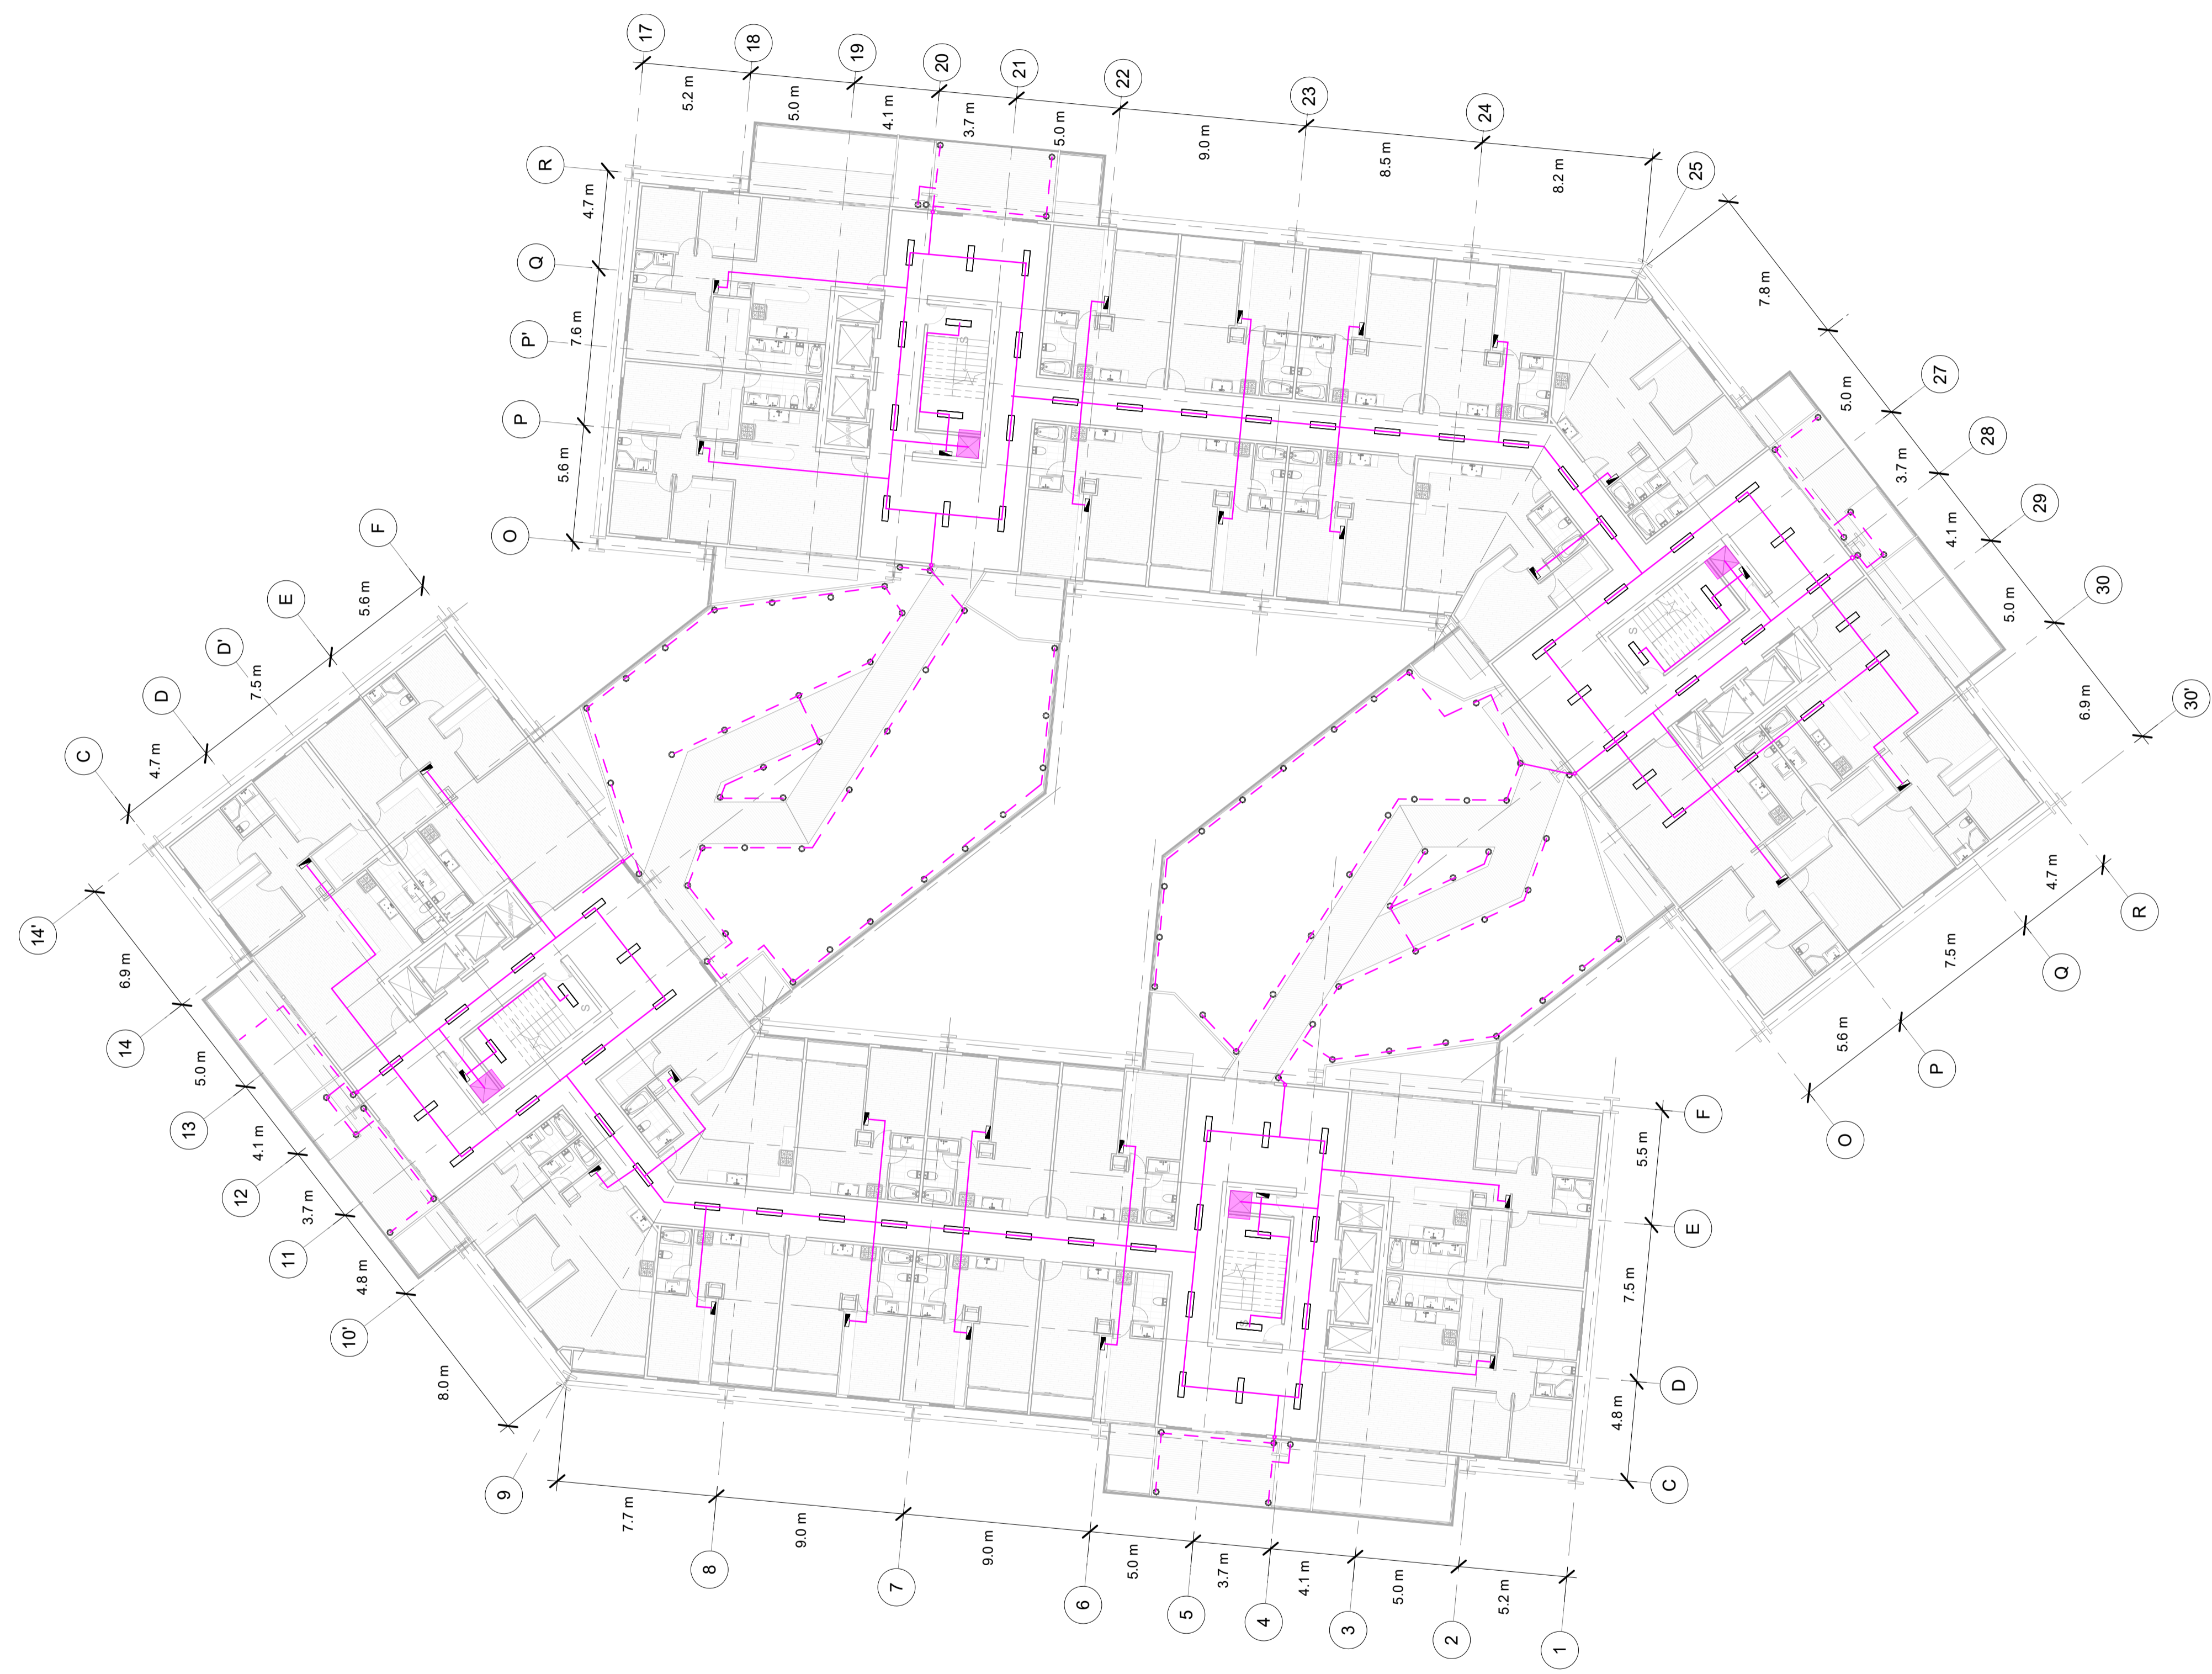 17
18
19
20
21
22
23
24
25
5.2 m
5.0 m
4.1 m
3.7 m
5.0 m
9.0 m
8.5 m
8.2 m
R
Q
P'
P
O
4.7 m
7.6 m
5.6 m
S
7.8 m
5.0 m
3.7 m
4.1 m
5.0 m
6.9 m
27
28
29
30
30'
F
E
D'
D
C
5.6 m
7.5 m
4.7 m
S
14'
14
13
12
11
10'
9
6.9 m
5.0 m
4.1 m
3.7 m
4.8 m
8.0 m
S
R
Q
P
O
4.7 m
7.5 m
5.6 m
F
E
D
C
5.5 m
7.5 m
4.8 m
S
7.7 m
9.0 m
9.0 m
5.0 m
3.7 m
4.1 m
5.0 m
5.2 m
8
7
6
5
4
3
2
1